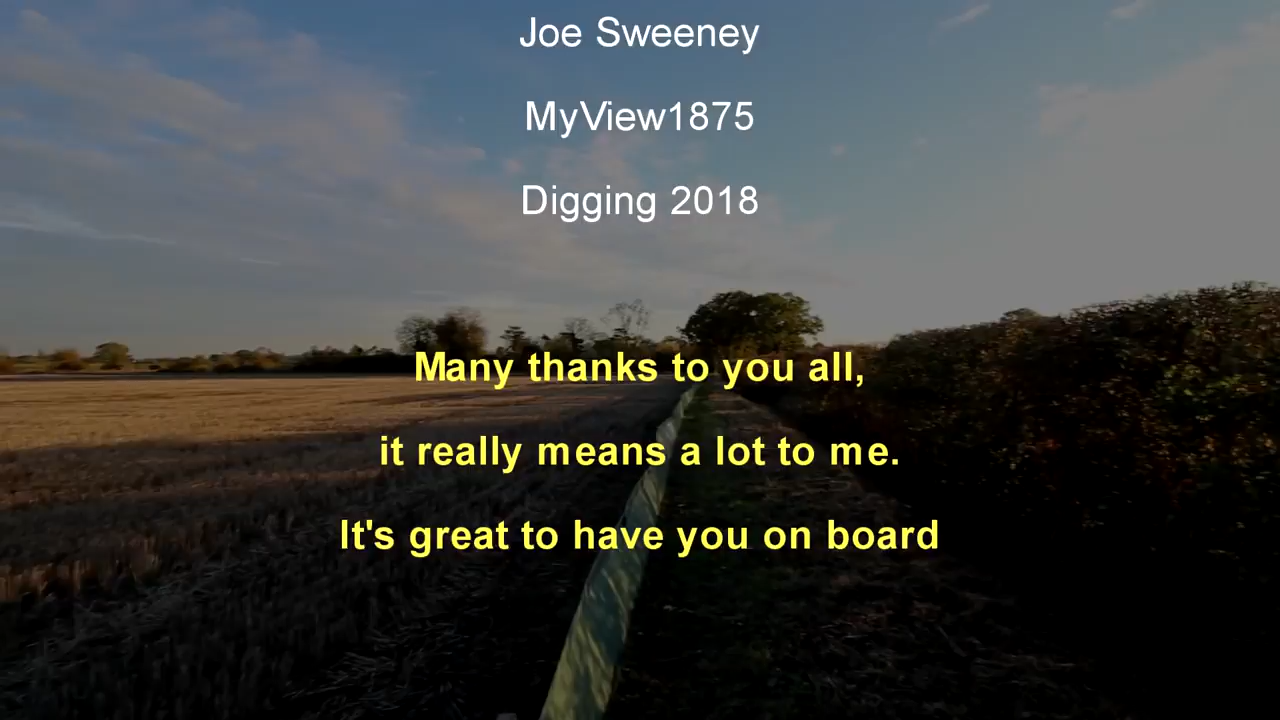 Joe Sweeney
MyView1875
Digging 2018
Many thanks to you all,
it really means a lot to me.
It's great to have you on board